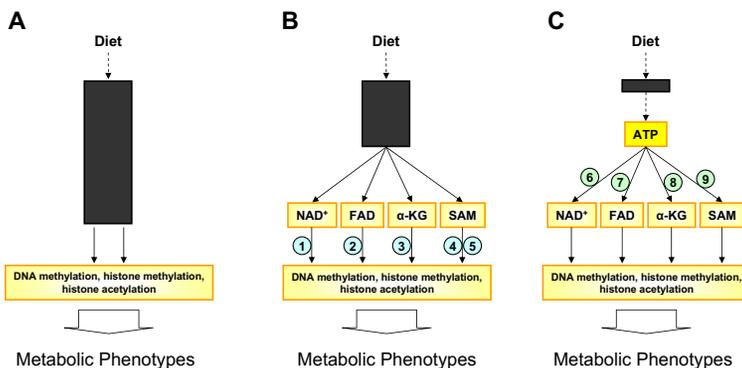 A
Diet
DNA methylation, histone methylation,
histone acetylation
Metabolic Phenotypes
B
Diet
NAD+ FAD α-KG SAM
1 2 3 4 5
DNA methylation, histone methylation,
histone acetylation
Metabolic Phenotypes
C
Diet
ATP
6 7 8 9
NAD+ FAD α-KG SAM
DNA methylation, histone methylation,
histone acetylation
Metabolic Phenotypes